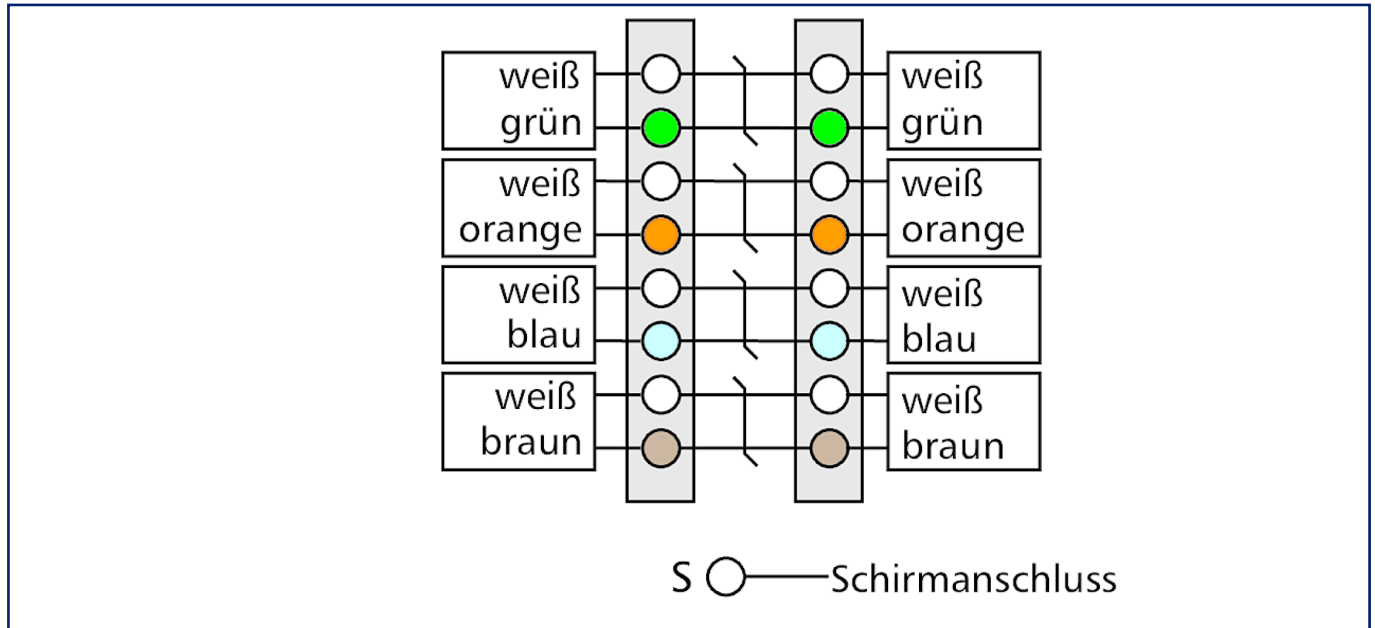 weiß weiß
grün grün
weiß weiß
orange orange
weiß weiß
blau blau
weiß weiß
braun braun
S Schirmanschluss